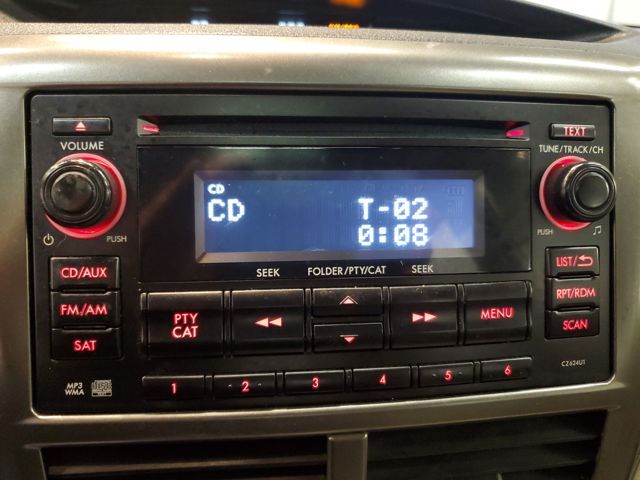 VOLUME
PUSH
TEXT
TUNE/TRACK/CH
PUSH
CD
CD T-02
0:08
SEEK FOLDER/PTY/CAT SEEK
CD/AUX
FM/AM
SAT
PTY
CAT
MENU
LIST/
RPT/RDM
SCAN
MP3
WMA
1 2 3 4 5 6
CZ624U1